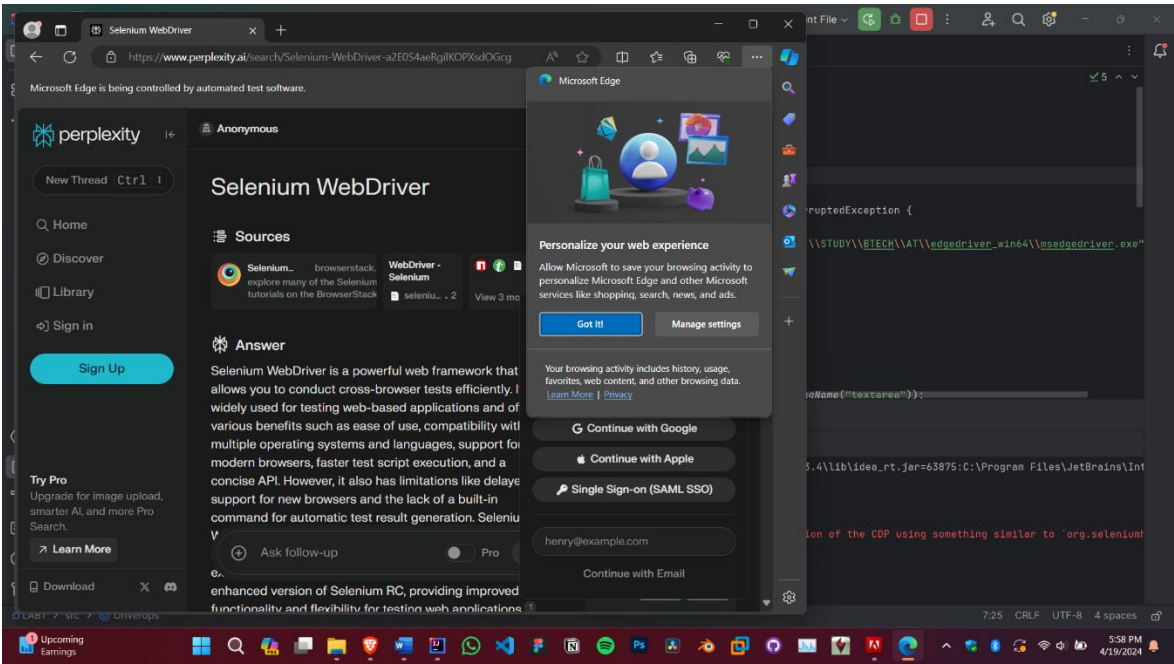 Selenium WebDriver
nt File
https://www.perplexity.ai/search/Selenium-WebDriver-a2E0S4aeRgilKOPXsdOGcg
Microsoft Edge is being controlled by automated test software.
5
perplexity
Anonymous
New Thread Ctrl I
Home
Discover
Library
Sign in
Sign Up
Try Pro
Upgrade for image upload,
smarter AI, and more Pro
Search.
Learn More
Download
Selenium WebDriver
Sources
Selenium.. browserstack.
explore many of the Selenium
tutorials on the BrowserStack
WebDriver -
Selenium
seleniu.. . 2
View 3 mo
Answer
Selenium WebDriver is a powerful web framework that
allows you to conduct cross-browser tests efficiently. I
widely used for testing web-based applications and of
various benefits such as ease of use, compatibility with
multiple operating systems and languages, support for
modern browsers, faster test script execution, and a
concise API. However, it also has limitations like delaye
support for new browsers and the lack of a built-in
command for automatic test result generation. Seleniu
Ask follow-up
Pro
enhanced version of Selenium RC, providing improved
functionality and flexibility for testing web applications
1
Microsoft Edge
Personalize your web experience
Allow Microsoft to save your browsing activity to
personalize Microsoft Edge and other Microsoft
services like shopping, search, news, and ads.
Got it!
Manage settings
Your browsing activity includes history, usage,
favorites, web content, and other browsing data.
Learn More | Privacy
Continue with Google
Continue with Apple
Single Sign-on (SAML SSO)
henry@example.com
Continue with Email
ruptedException {
\\STUDY\\BTECH\\AT\\edgedriver_win64\\msedgedriver.exe"
Name("textarea"));
3.4\lib\idea_rt.jar=63875:C:\Program Files\JetBrains\Int
ion of the CDP using something similar to `org.seleniumh
LAB1 > src > Driverops
7:25 CRLF UTF-8 4 spaces
1
Upcoming
Earnings
5:58 PM
4/19/2024